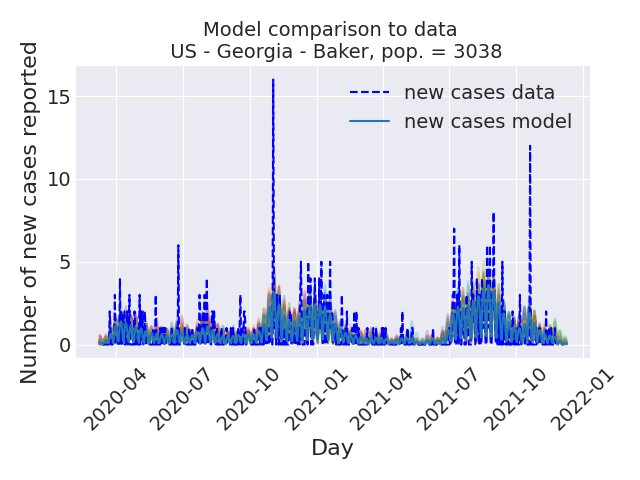 Model comparison to data
US - Georgia - Baker, pop. = 3038
Number of new cases reported
15
10
5
0
new cases data
new cases model
2020-04
2020-07
2020-10
2021-01
2021-04
2021-07
2021-10
2022-01
Day